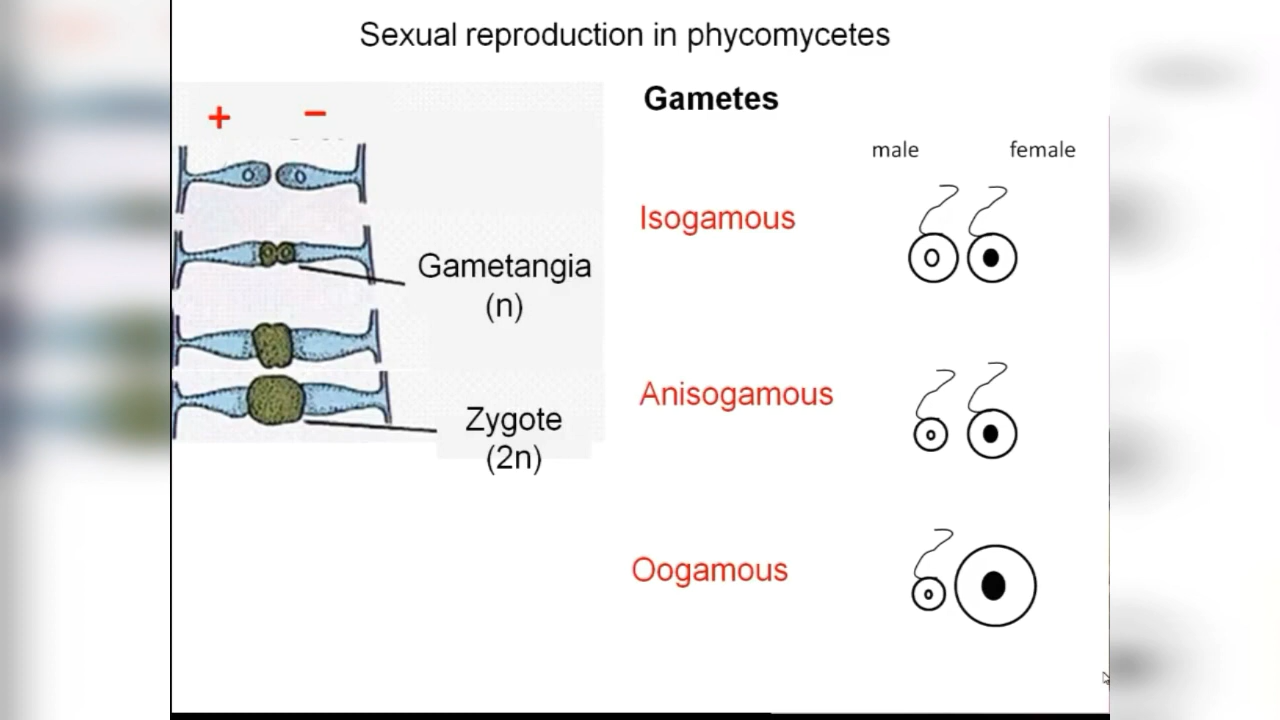 Sexual reproduction in phycomycetes
+ −
Gametangia
(n)
Zygote
(2n)
Gametes
male female
Isogamous
Anisogamous
Oogamous